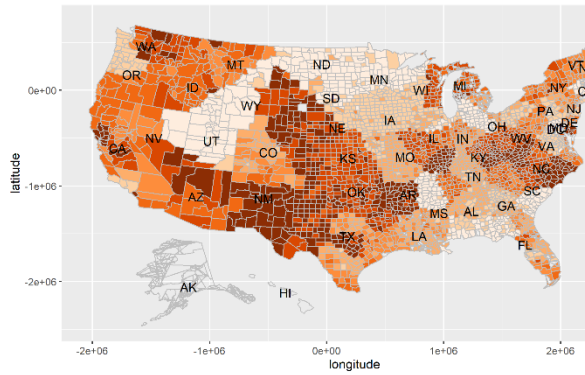 WA
MT
ND
VT
OR
MN
ID
WI
MI
NY
SD
WY
PA
NJ
NE
IA
OH
DE
NV
UT
IL
IN
WV
CA
CO
VA
KS
MO
KY
NC
TN
AZ
NM
OK
AR
SC
MS
AL
GA
TX
LA
FL
AK
HI
0e+00
-1e+06
-2e+06
latitude
-2e+06 -1e+06 0e+00 1e+06 2e+06
longitude